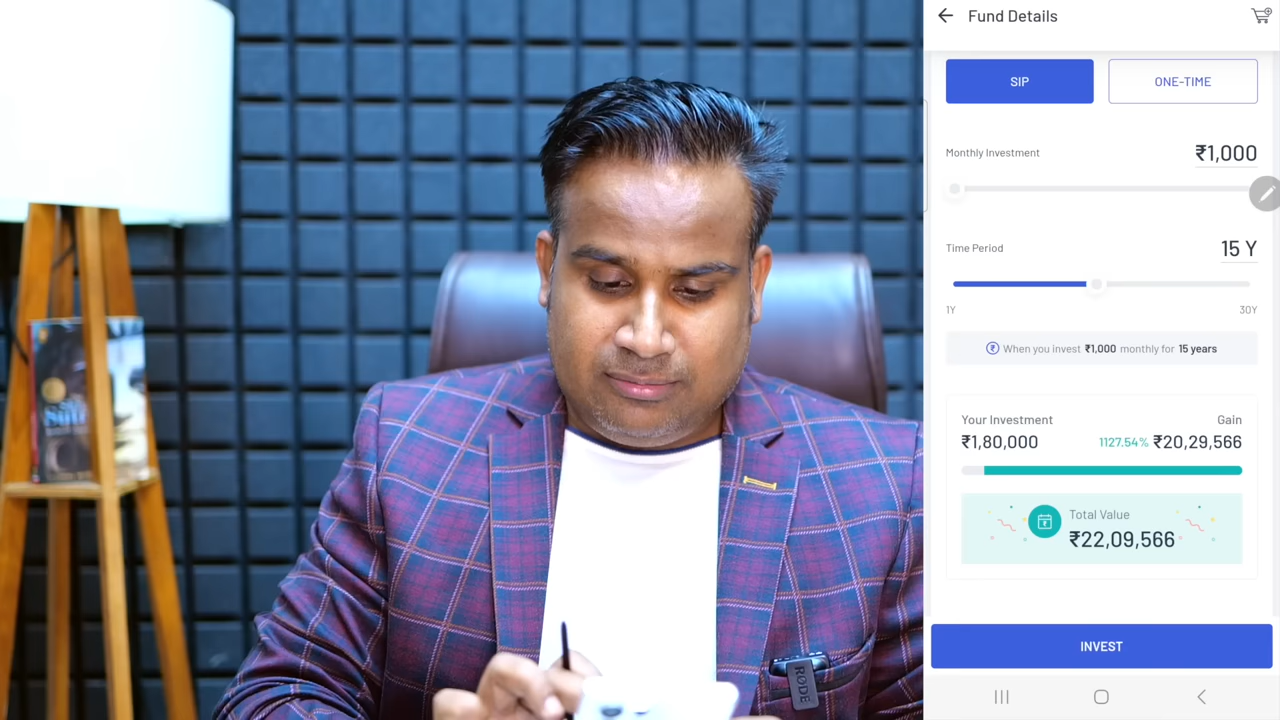 Fund Details
SIP
ONE-TIME
Monthly Investment
₹1,000
Time Period
15 Y
1Y
30Y
When you invest ₹1,000 monthly for 15 years
Your Investment
Gain
₹1,80,000
1127.54% ₹20,29,566
Total Value
₹22,09,566
INVEST
RØDE